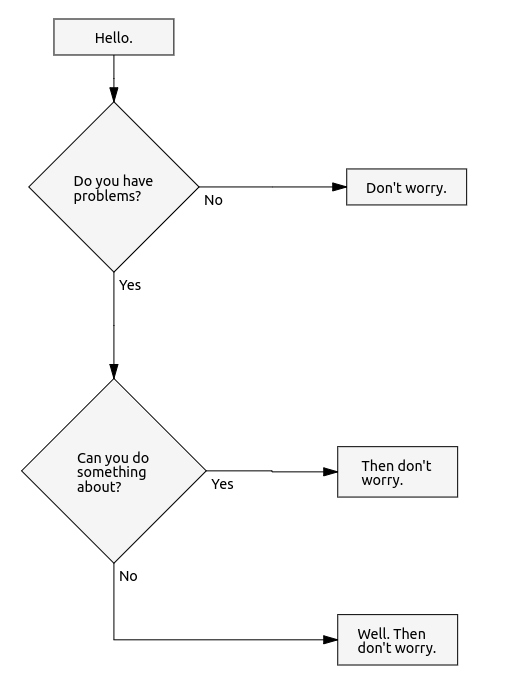 Hello.
Do you have
problems?
No
Don't worry.
Yes
Can you do
something
about?
Yes
Then don't
worry.
No
Well. Then
don't worry.